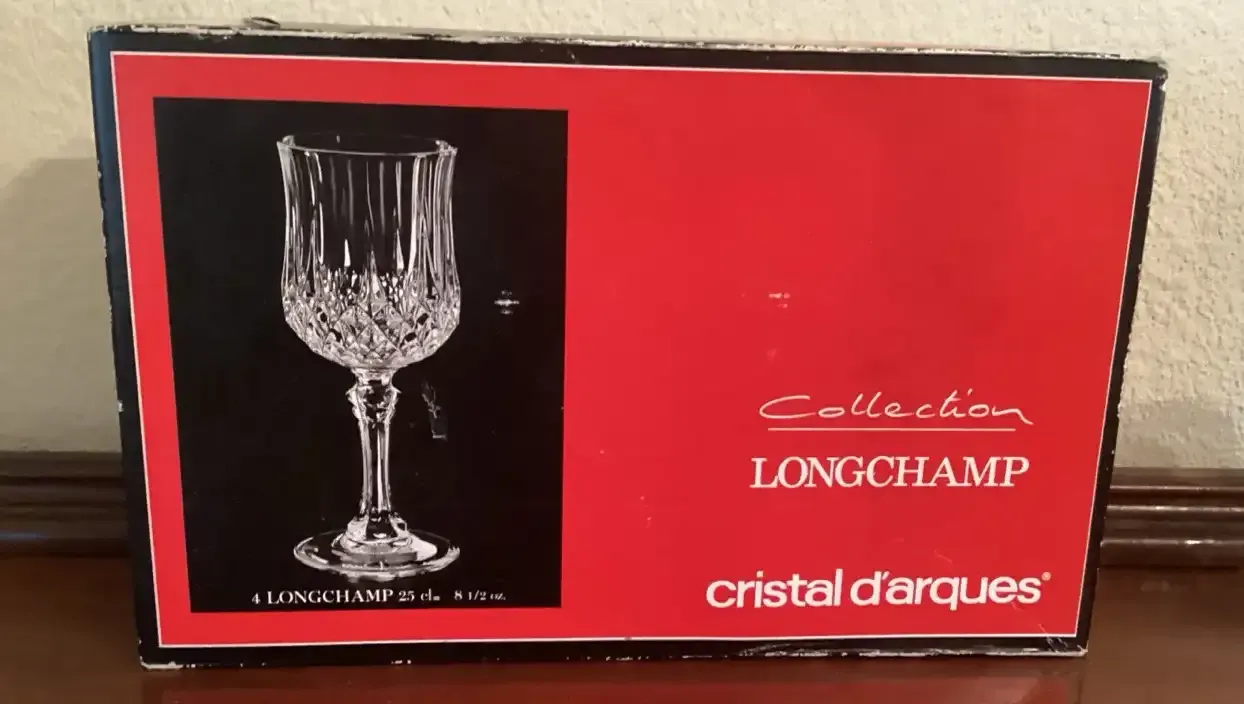 4 LONGCHAMP 25 cl. 8 1/2 oz.
Collection
LONGCHAMP
cristal d'arques®